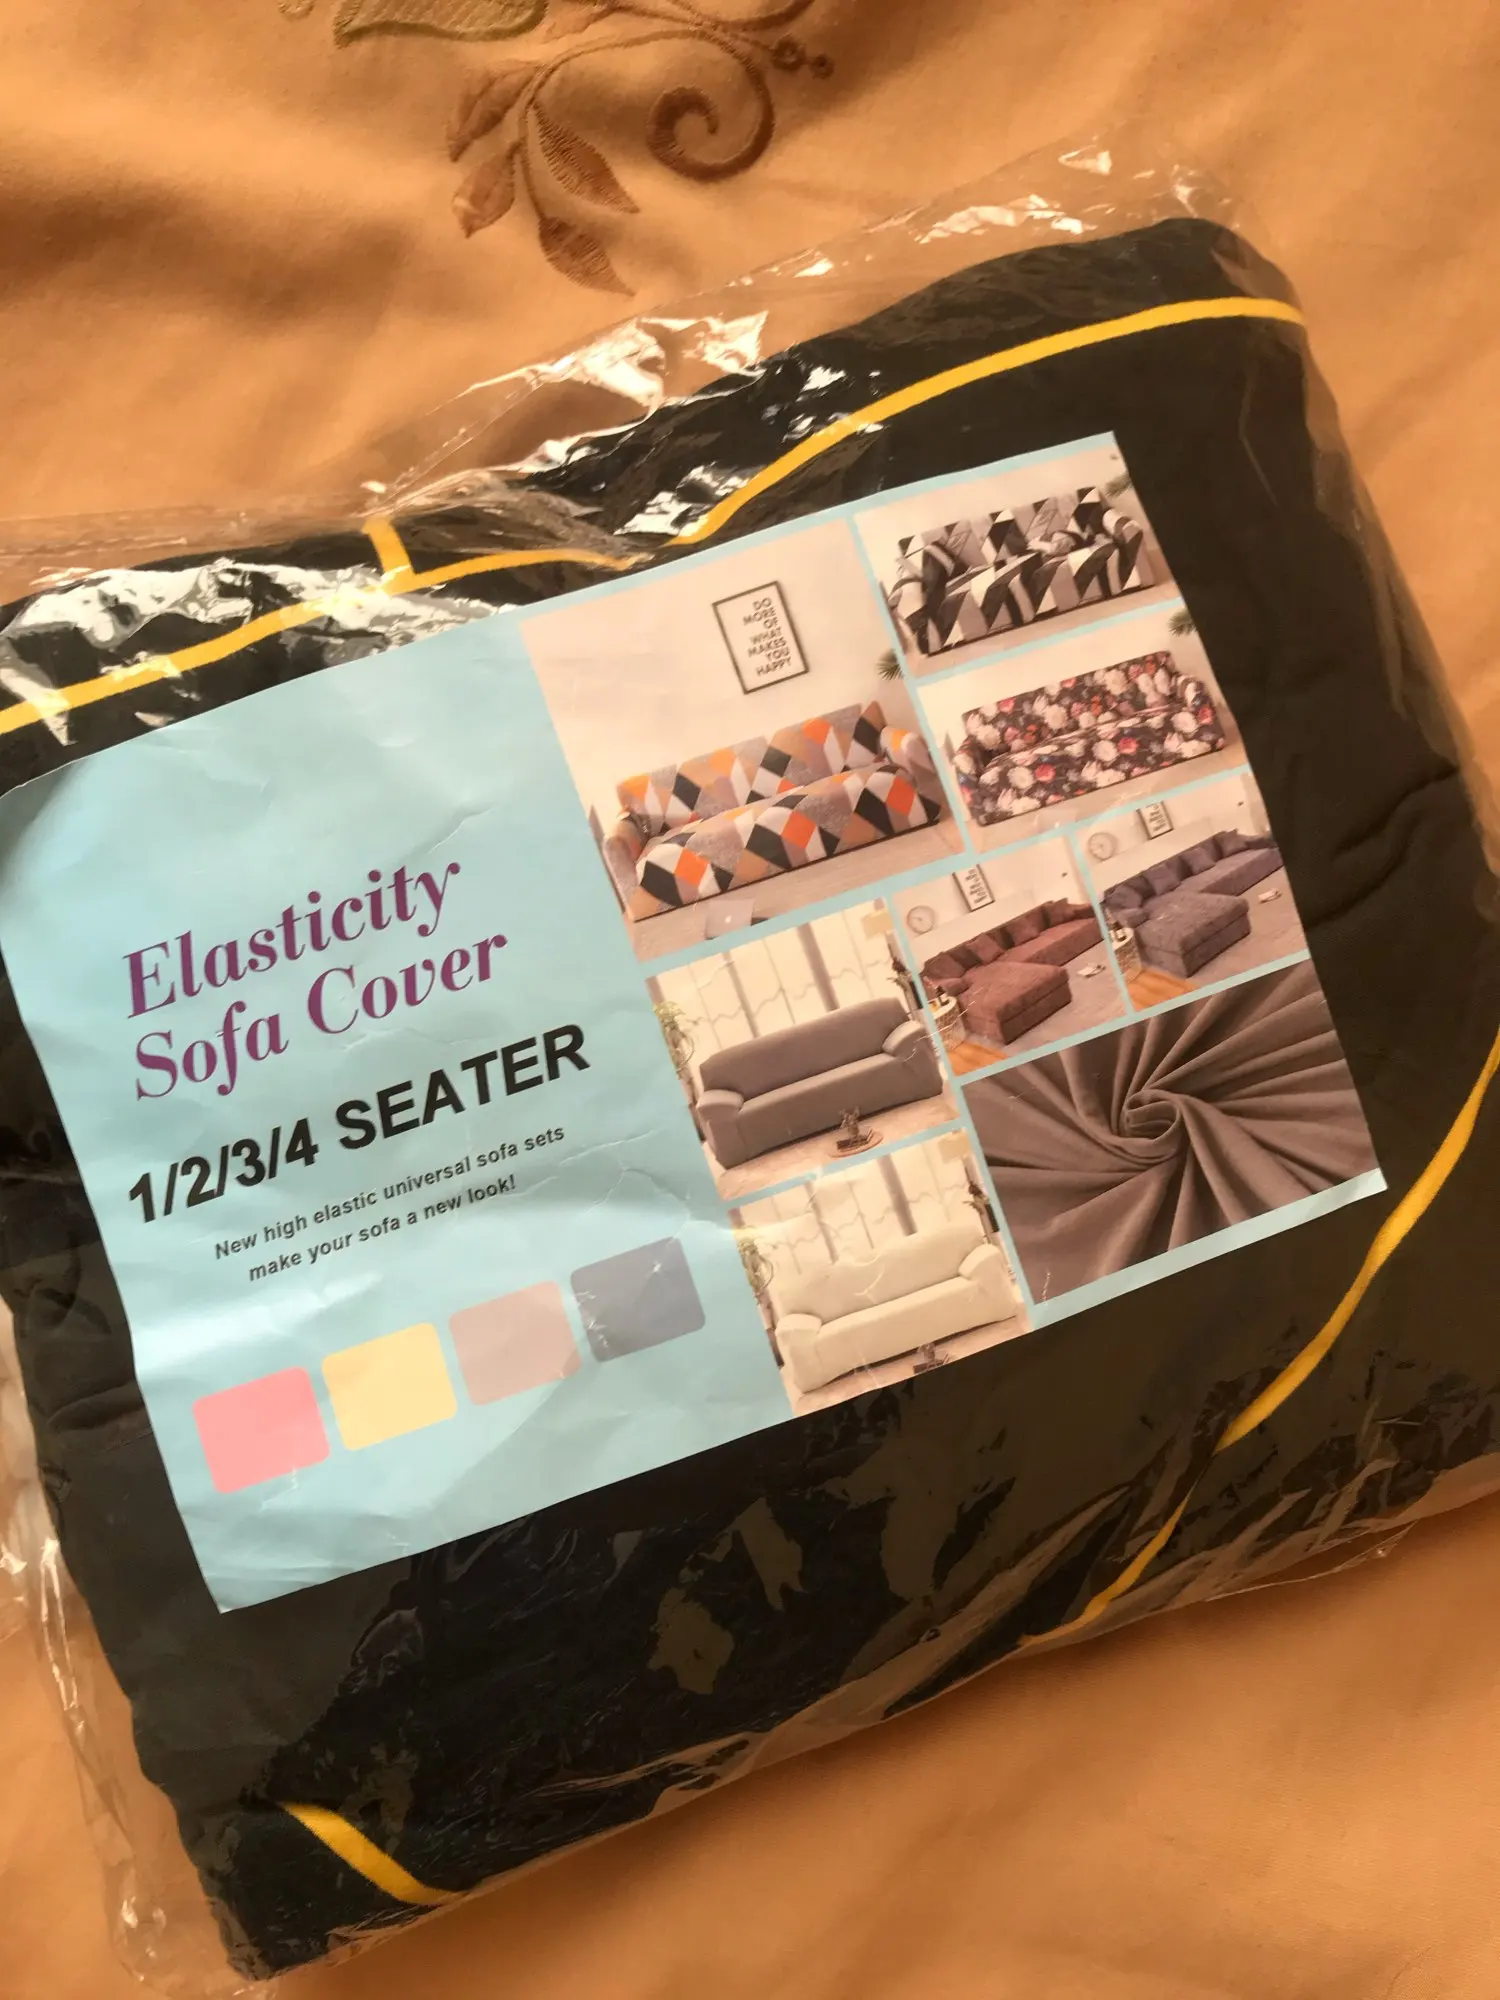 Elasticity
Sofa Cover
1/2/3/4 SEATER
New high elastic universal sofa sets
make your sofa a new look!
DO
MORE
OF
WHAT
MAKES
YOU
HAPPY